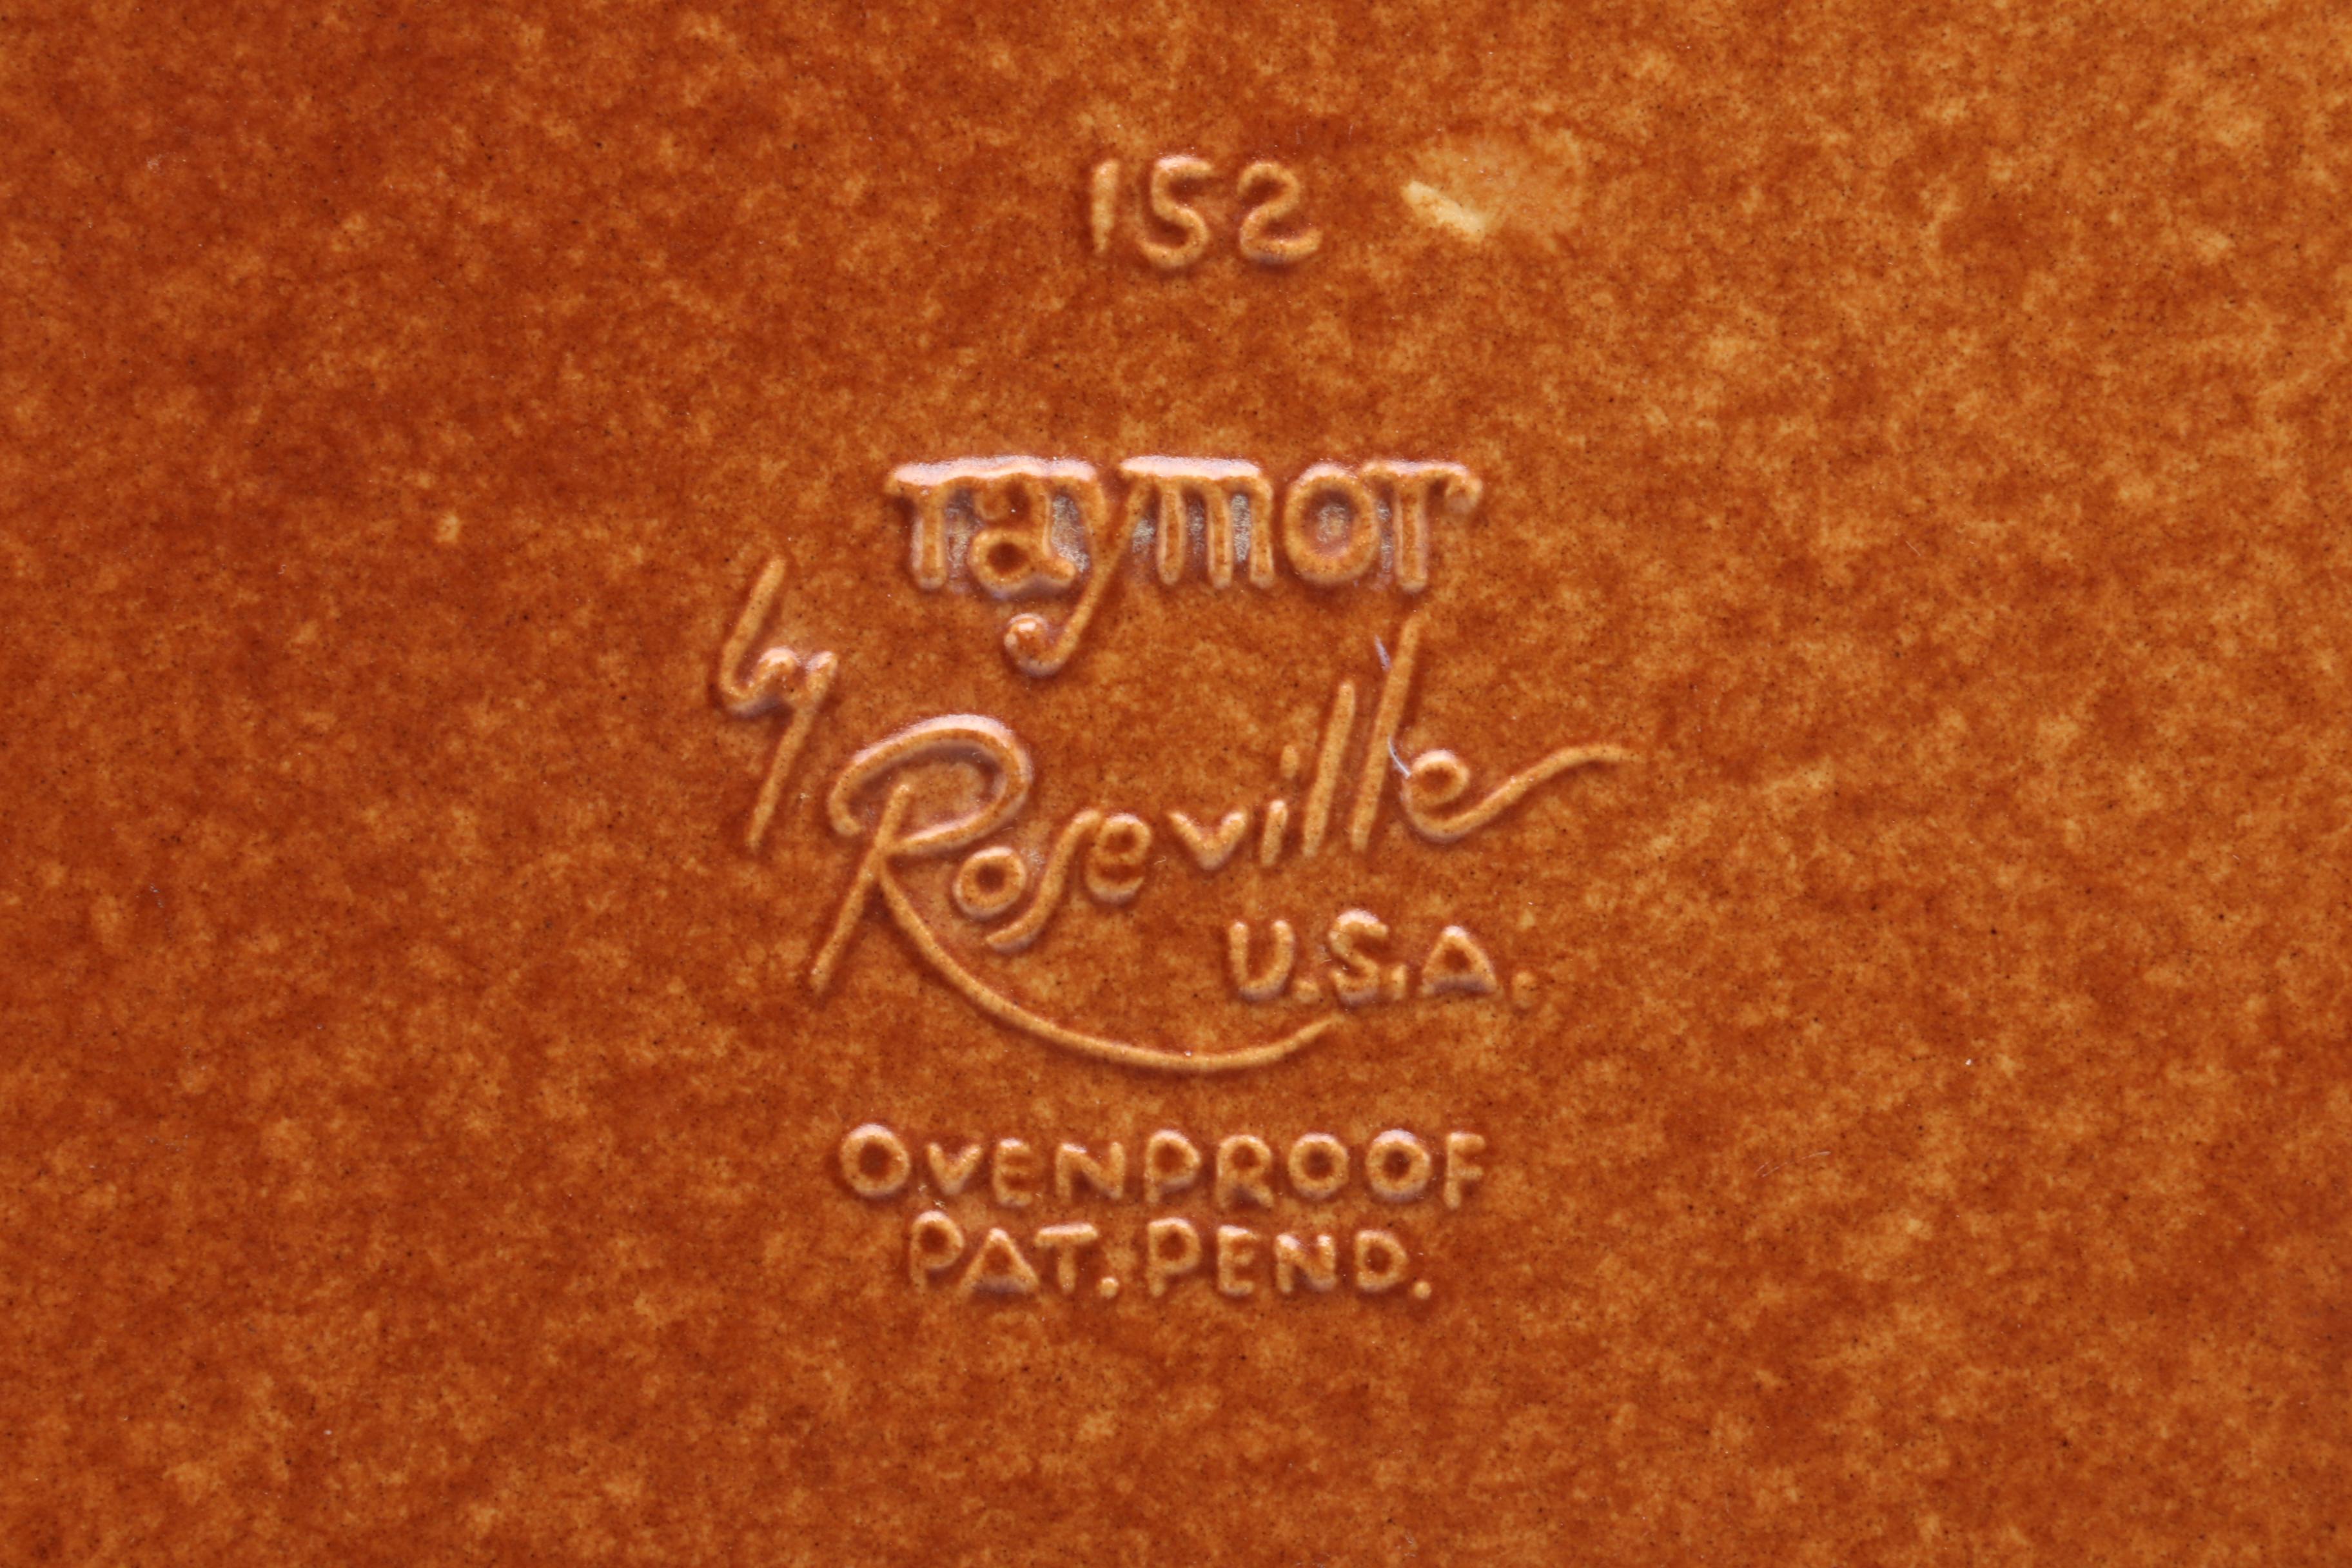 152
raymor
by
Roseville
U.S.A.
OVENPROOF
PAT. PEND.